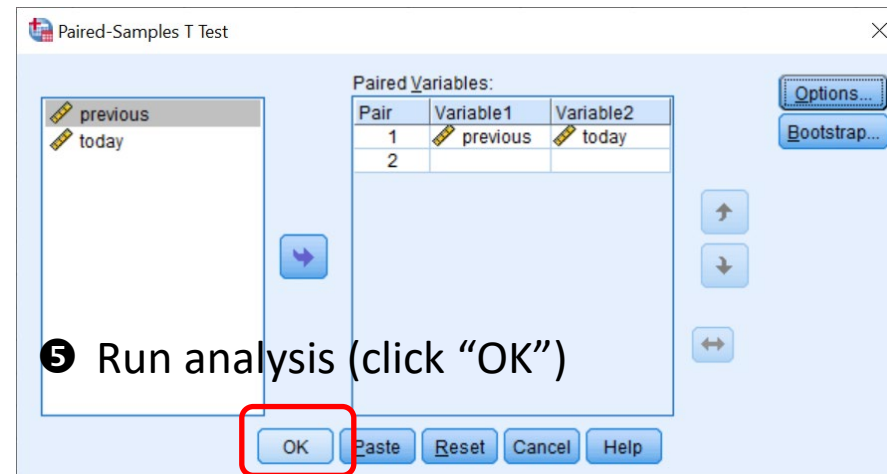 Paired-Samples T Test
Paired Variables:
previous
today
Pair Variable1 Variable2
1 previous today
2
Options...
Bootstrap...
❺ Run analysis (click “OK”)
OK Paste Reset Cancel Help